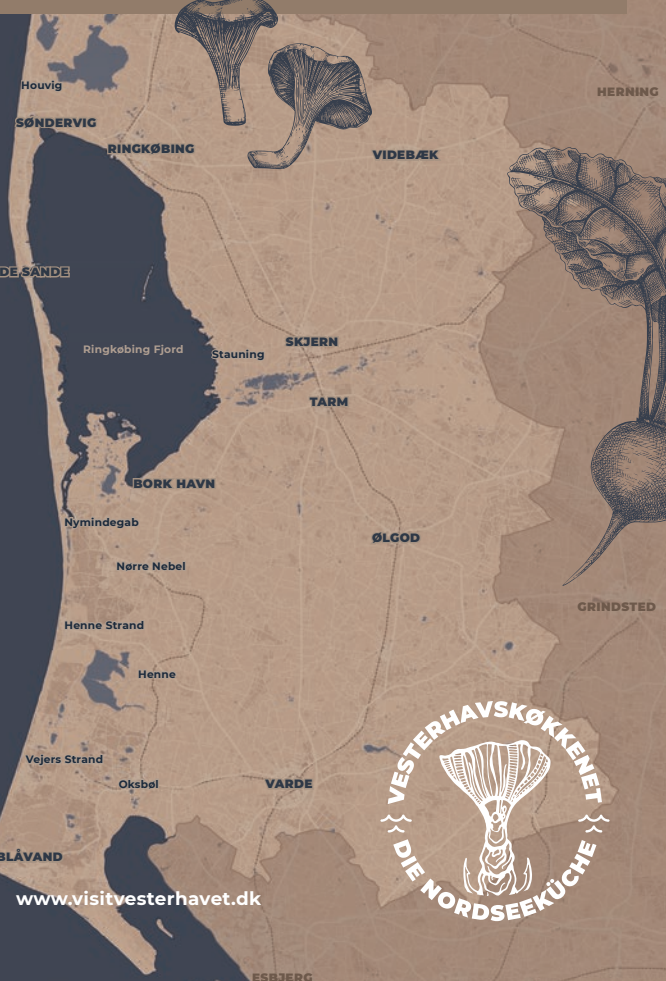 Houvig
HERNING
SØNDERVIG
RINGKØBING
VIDEBÆK
DE SANDE
SKJERN
Ringkøbing Fjord
Stauning
TARM
BORK HAVN
Nymindegab
ØLGOD
Nørre Nebel
GRINDSTED
Henne Strand
Henne
Vejers Strand
Oksbøl
VARDE
VESTERHAVSKØKKENET
DIE NORDSEEKÜCHE
BLÅVAND
www.visitvesterhavet.dk
ESBJERG